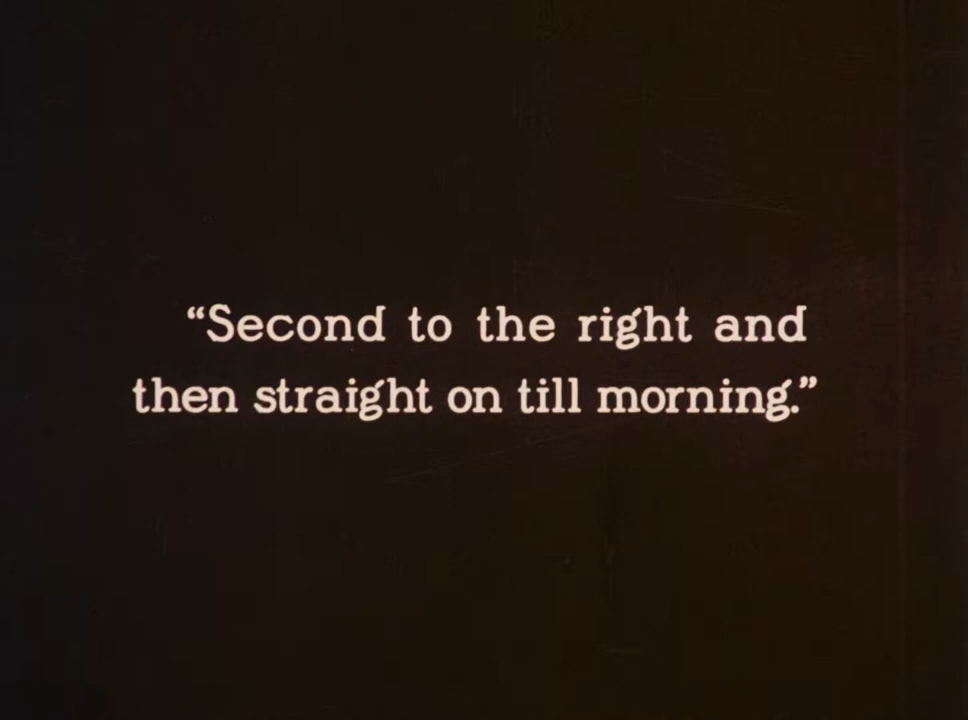 “Second to the right and
then straight on till morning.”